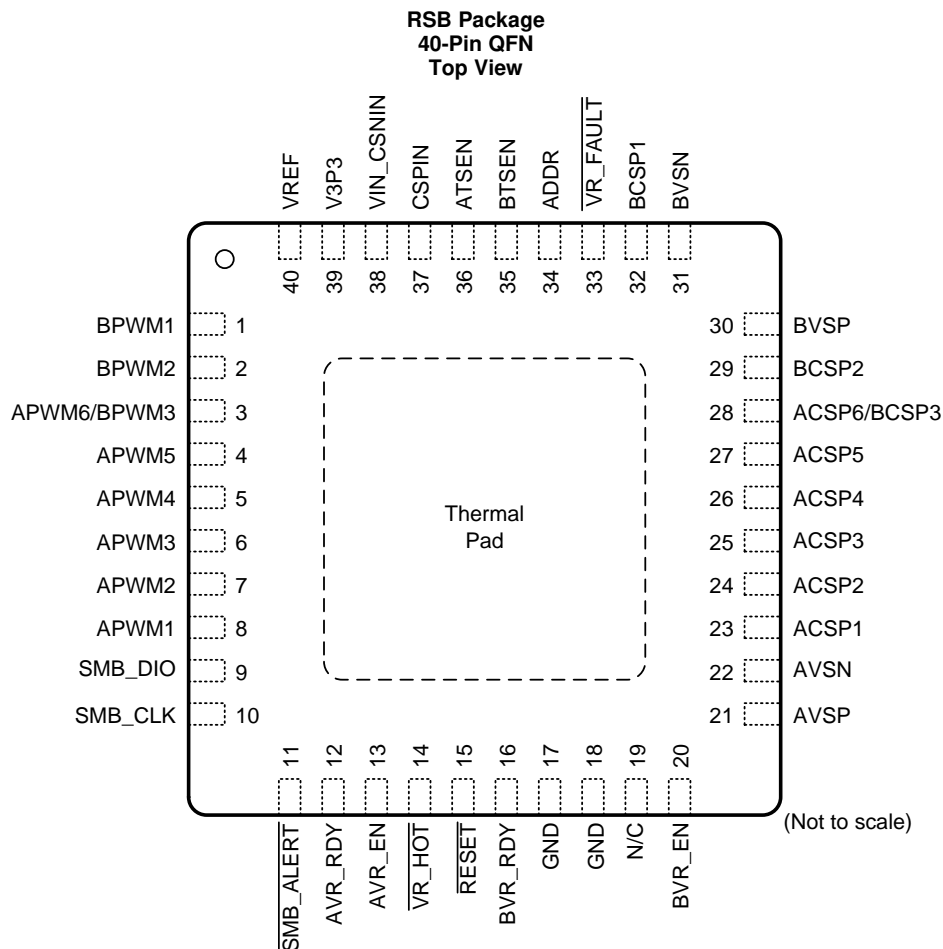 RSB Package
40-Pin QFN
Top View
VREF
V3P3
VIN_CSNIN
CSPIN
ATSEN
BTSEN
ADDR
VR_FAULT
BCSP1
BVSN
40
39
38
37
36
35
34
33
32
31
BPWM1 1
BPWM2 2
APWM6/BPWM3 3
APWM5 4
APWM4 5
APWM3 6
APWM2 7
APWM1 8
SMB_DIO 9
SMB_CLK 10
Thermal
Pad
30 BVSP
29 BCSP2
28 ACSP6/BCSP3
27 ACSP5
26 ACSP4
25 ACSP3
24 ACSP2
23 ACSP1
22 AVSN
21 AVSP
11
12
13
14
15
16
17
18
19
20
SMB_ALERT
AVR_RDY
AVR_EN
VR_HOT
RESET
BVR_RDY
GND
GND
N/C
BVR_EN
(Not to scale)